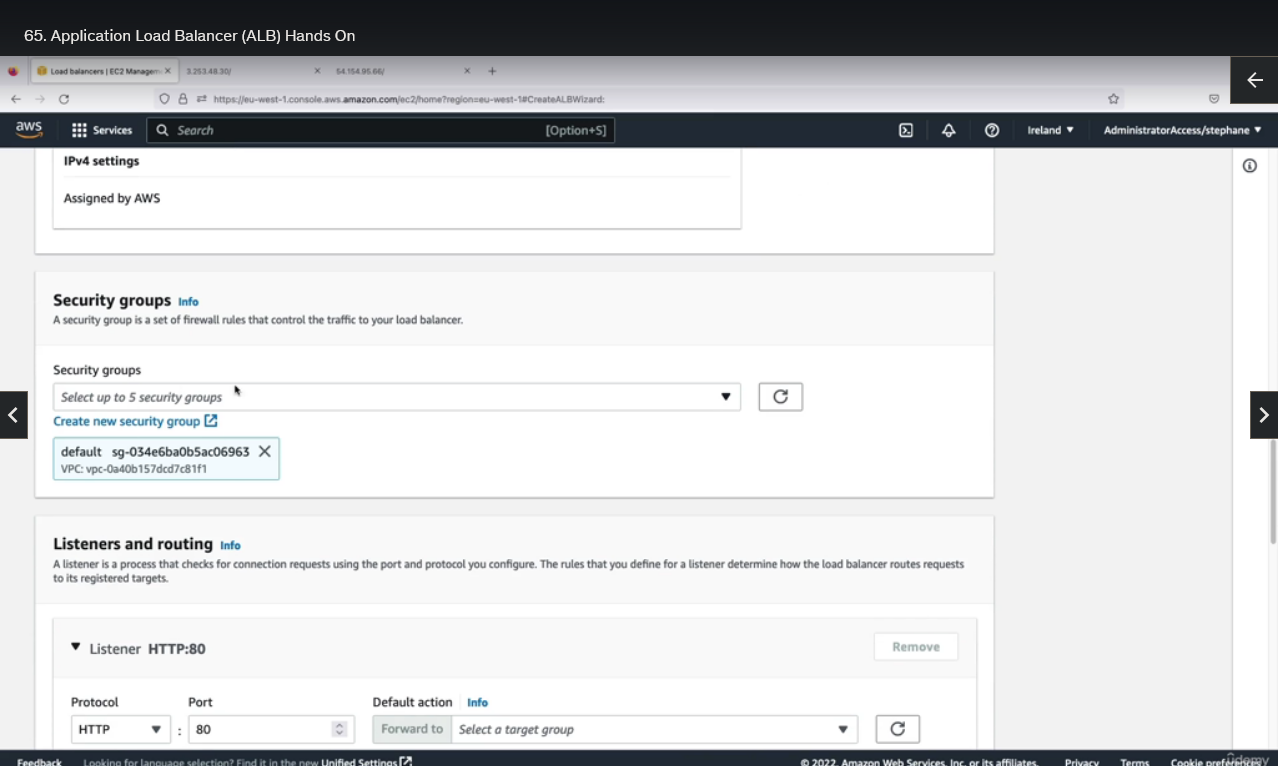 65. Application Load Balancer (ALB) Hands On
Load balancers | EC2 Managem
3.253.48.30/
54.154.95.66/
https://eu-west-1.console.aws.amazon.com/ec2/home?region=eu-west-1#CreateALBWizard:
aws
Services
Search
[Option+S]
Ireland
AdministratorAccess/stephane
IPv4 settings
Assigned by AWS
Security groups Info
A security group is a set of firewall rules that control the traffic to your load balancer.
Security groups
Select up to 5 security groups
Create new security group
default sg-034e6ba0b5ac06963
VPC: vpc-0a40b157dcd7c81f1
Listeners and routing Info
A listener is a process that checks for connection requests using the port and protocol you configure. The rules that you define for a listener determine how the load balancer routes requests
to its registered targets.
Listener HTTP:80
Remove
Protocol
Port
Default action Info
HTTP
:
80
Forward to
Select a target group
Feedback
Looking for language selection? Find it in the new Unified Settings
© 2022, Amazon Web Services, Inc. or its affiliates.
Privacy
Terms
Cookie preferences
ûdemy